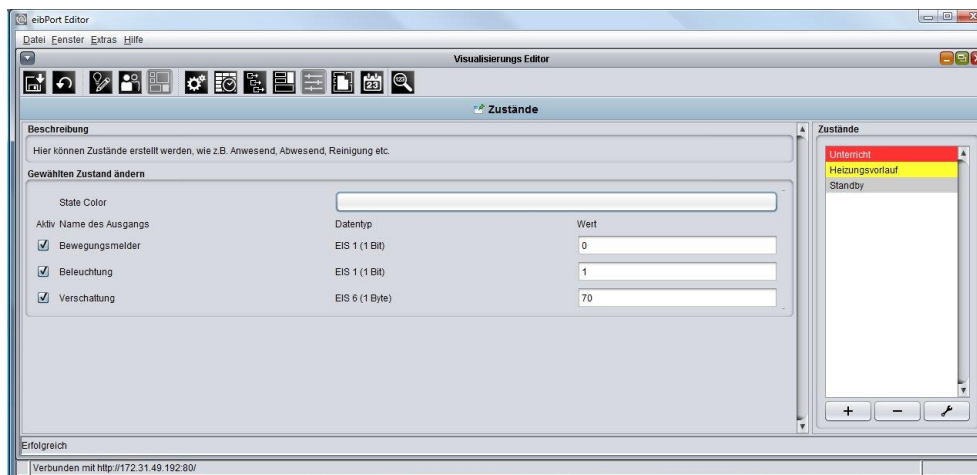 eibPort Editor
Datei Fenster Extras Hilfe
Visualisierungs Editor
Zustände
Beschreibung
Hier können Zustände erstellt werden, wie z.B. Anwesend, Abwesend, Reinigung etc.
Gewählten Zustand ändern
State Color
Aktiv Name des Ausgangs Datentyp Wert
Bewegungsmelder EIS 1 (1 Bit) 0
Beleuchtung EIS 1 (1 Bit) 1
Verschattung EIS 6 (1 Byte) 70
Zustände
Unterricht
Heizungsvorlauf
Standby
+ −
Erfolgreich
Verbunden mit http://172.31.49.192:80/